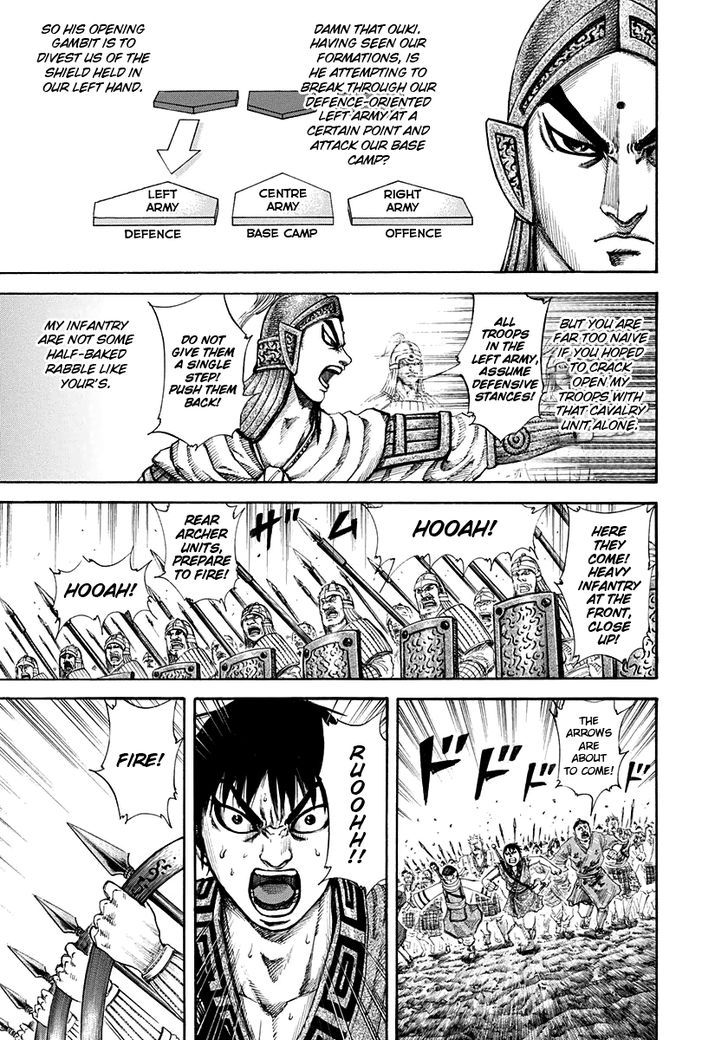 DAMN THAT OUKI.
HAVING SEEN OUR
FORMATIONS, IS
HE ATTEMPTING TO
BREAK THROUGH OUR
DEFENCE-ORIENTED
LEFT ARMY AT A
CERTAIN POINT AND
ATTACK OUR BASE
CAMP?
SO HIS OPENING
GAMBIT IS TO
DIVEST US OF THE
SHIELD HELD IN
OUR LEFT HAND.
RIGHT
ARMY
OFFENCE
CENTRE
ARMY
BASE CAMP
LEFT
ARMY
DEFENCE
BUT YOU ARE
FAR TOO NAIVE
IF YOU HOPED
TO CRACK
OPEN MY
TROOPS WITH
THAT CAVALRY
UNIT ALONE.
ALL
TROOPS
IN THE
LEFT ARMY,
ASSUME
DEFENSIVE
STANCES!
DO NOT
GIVE THEM
A SINGLE
STEP!
PUSH THEM
BACK!
MY INFANTRY
ARE NOT SOME
HALF-BAKED
RABBLE LIKE
YOUR'S.
HERE
THEY
COME!
HEAVY
INFANTRY
AT THE
FRONT,
CLOSE
UP!
HOOAH!
ザム
REAR
ARCHER
UNITS,
PREPARE
TO FIRE!
HOOAH!
THE
ARROWS
ARE
ABOUT
TO COME!
ドドド
RUOOHH!!
FIRE!